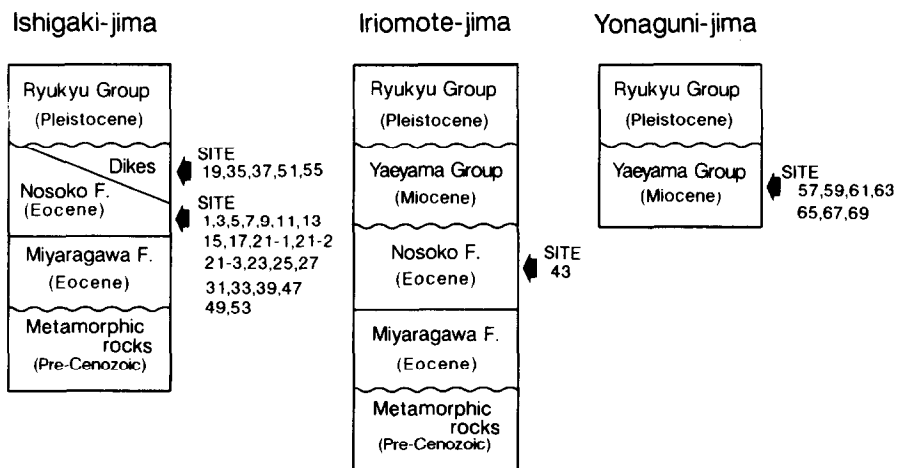 Ishigaki-jima
Ryukyu Group
(Pleistocene)
Dikes
Nosoko F.
(Eocene)
Miyaragawa F.
(Eocene)
Metamorphic
rocks
(Pre-Cenozoic)
SITE
19,35,37,51,55
SITE
1,3,5,7,9,11,13
15,17,21-1,21-2
21-3,23,25,27
31,33,39,47
49,53
Iriomote-jima
Ryukyu Group
(Pleistocene)
Yaeyama Group
(Miocene)
Nosoko F.
(Eocene)
Miyaragawa F.
(Eocene)
Metamorphic
rocks
(Pre-Cenozoic)
SITE
43
Yonaguni-jima
Ryukyu Group
(Pleistocene)
Yaeyama Group
(Miocene)
SITE
57,59,61,63
65,67,69